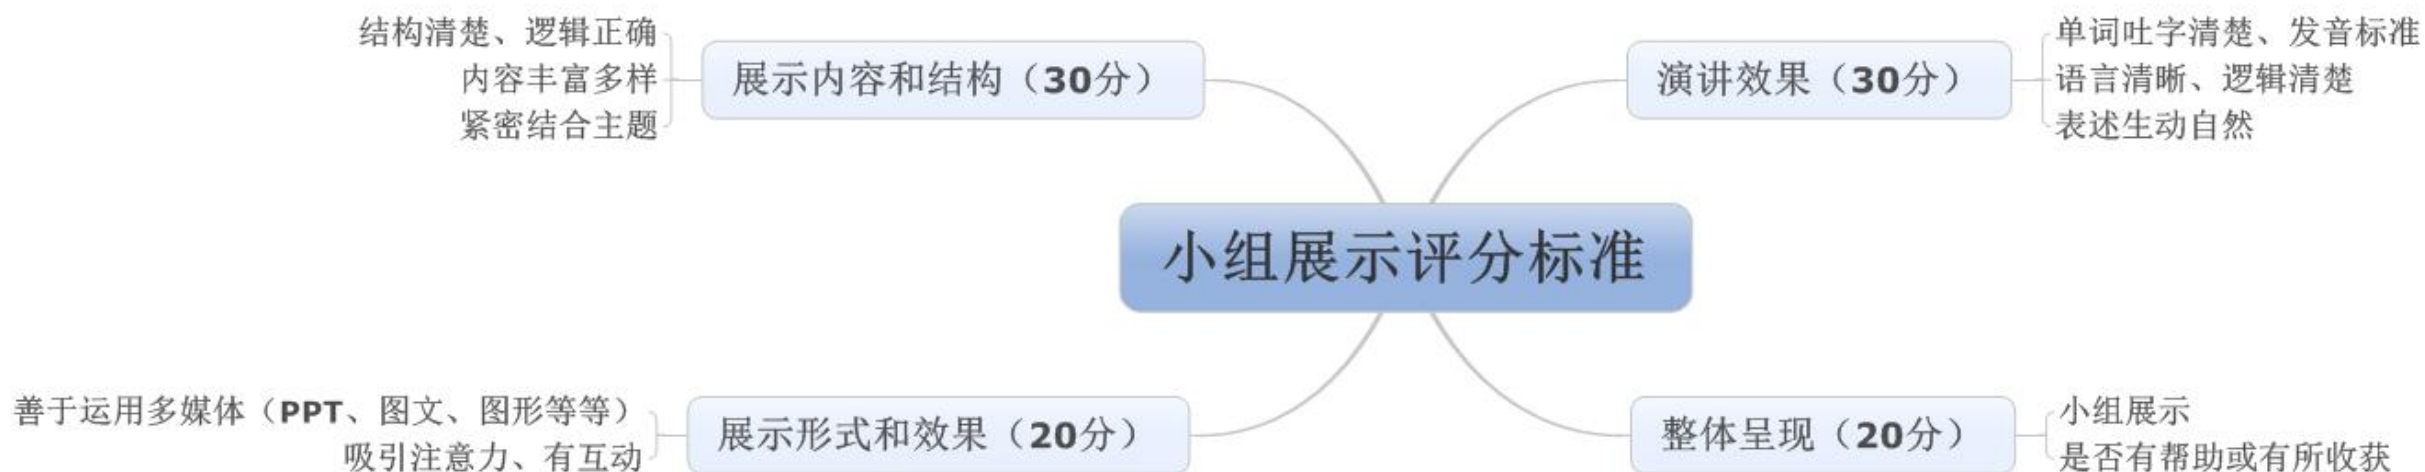 小组展示评分标准
展示内容和结构（30分）
结构清楚、逻辑正确
内容丰富多样
紧密结合主题
演讲效果（30分）
单词吐字清楚、发音标准
语言清晰、逻辑清楚
表述生动自然
展示形式和效果（20分）
善于运用多媒体（PPT、图文、图形等等）
吸引注意力、有互动
整体呈现（20分）
小组展示
是否有帮助或有所收获